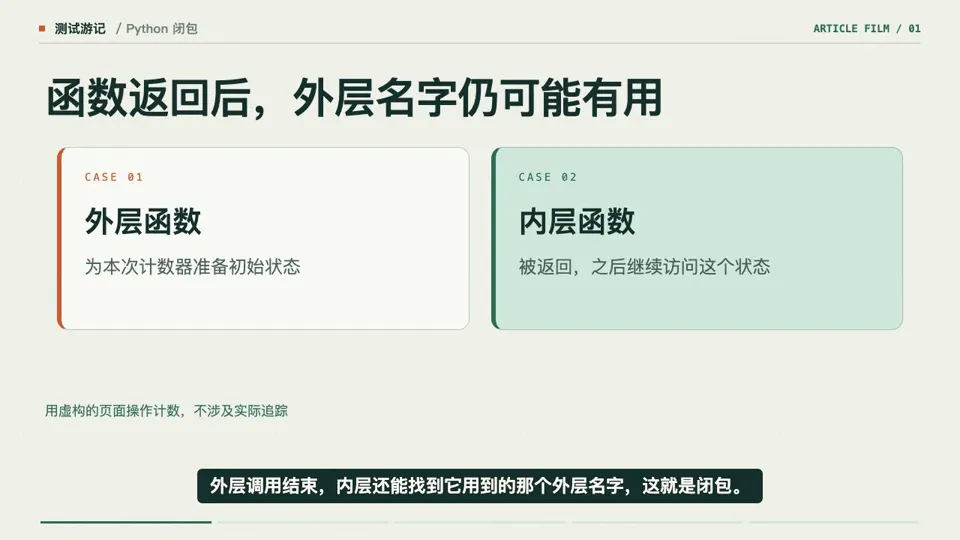 测试游记 / Python 闭包
ARTICLE FILM / 01
函数返回后，外层名字仍可能有用
CASE 01
外层函数
为本次计数器准备初始状态
CASE 02
内层函数
被返回，之后继续访问这个状态
用虚构的页面操作计数，不涉及实际追踪
外层调用结束，内层还能找到它用到的那个外层名字，这就是闭包。